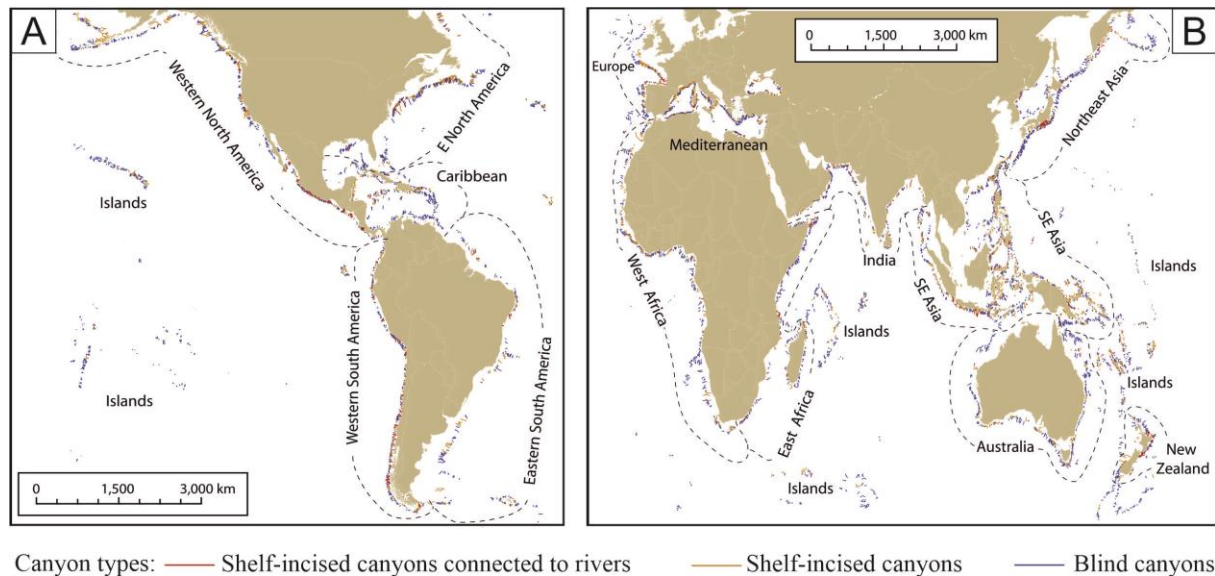 A
Western North America
E North America
Caribbean
Islands
Islands
Western South America
Eastern South America
0 1,500 3,000 km
B
0 1,500 3,000 km
Europe
Mediterranean
Northeast Asia
West Africa
India
SE Asia
SE Asia
Islands
Islands
East Africa
Islands
Australia
Islands
New
Zealand
Canyon types: Shelf-incised canyons connected to rivers Shelf-incised canyons Blind canyons